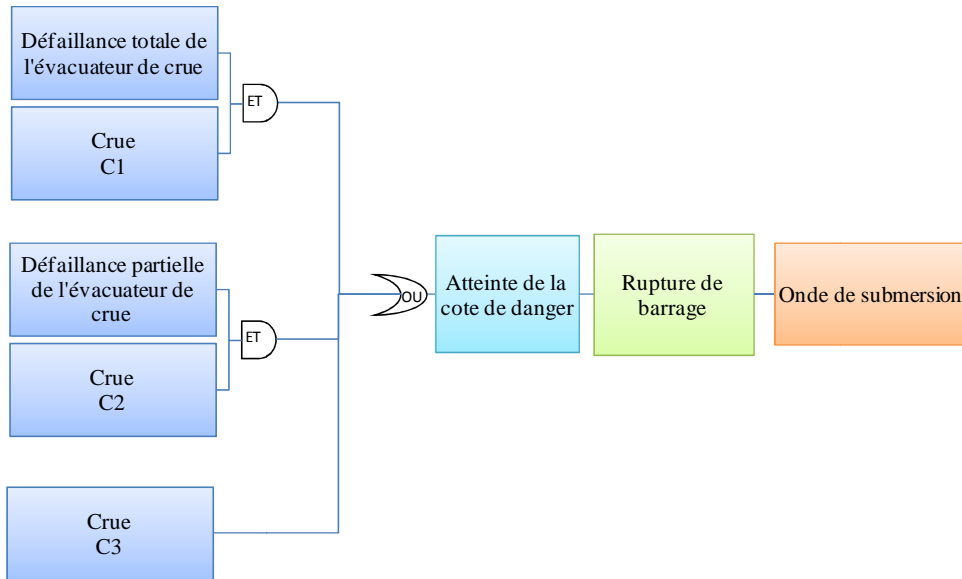 Défaillance totale de
l'évacuateur de crue
ET
Crue
C1
Défaillance partielle
de l'évacuateur de
crue
ET
Crue
C2
Crue
C3
OU
Atteinte de la
cote de danger
Rupture de
barrage
Onde de submersion